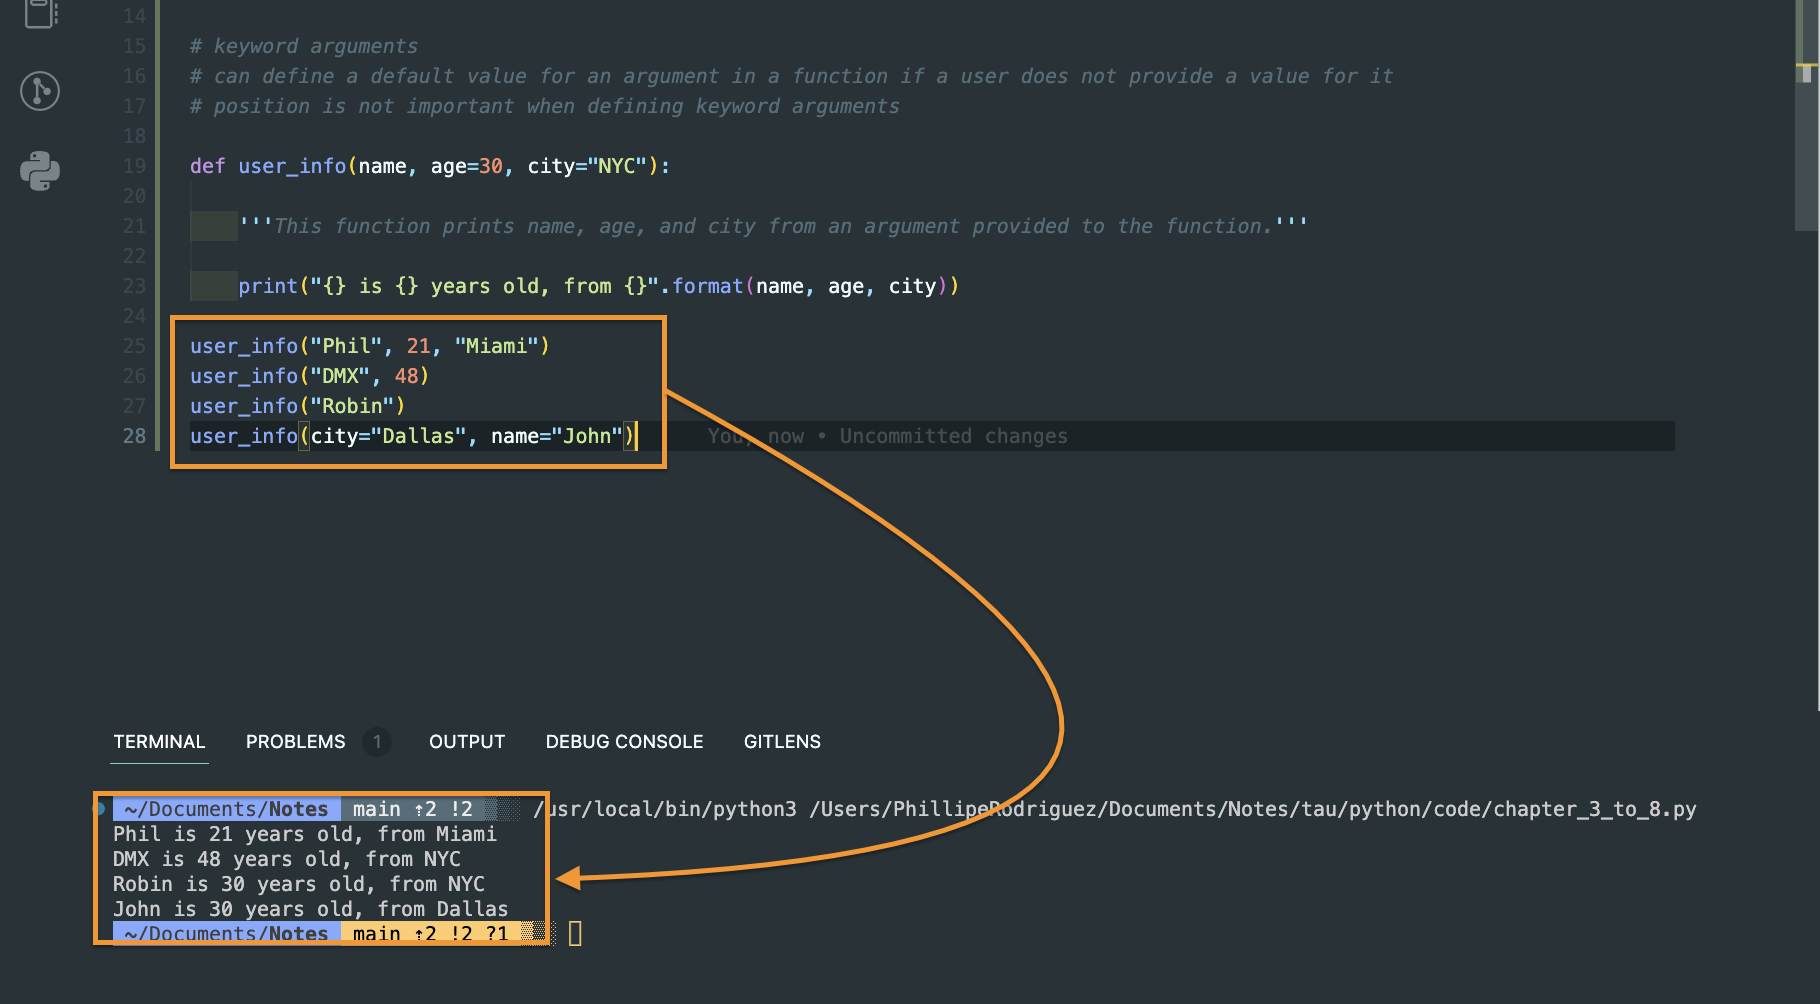 14
15 # keyword arguments
16 # can define a default value for an argument in a function if a user does not provide a value for it
17 # position is not important when defining keyword arguments
18
19 def user_info(name, age=30, city="NYC"):
20
21 '''This function prints name, age, and city from an argument provided to the function.'''
22
23 print("{} is {} years old, from {}".format(name, age, city))
24
25 user_info("Phil", 21, "Miami")
26 user_info("DMX", 48)
27 user_info("Robin")
28 user_info(city="Dallas", name="John") You, now • Uncommitted changes
TERMINAL PROBLEMS 1 OUTPUT DEBUG CONSOLE GITLENS
~/Documents/Notes main ⇡2 !2 /usr/local/bin/python3 /Users/PhillipeRodriguez/Documents/Notes/tau/python/code/chapter_3_to_8.py
Phil is 21 years old, from Miami
DMX is 48 years old, from NYC
Robin is 30 years old, from NYC
John is 30 years old, from Dallas
~/Documents/Notes main ⇡2 !2 ?1